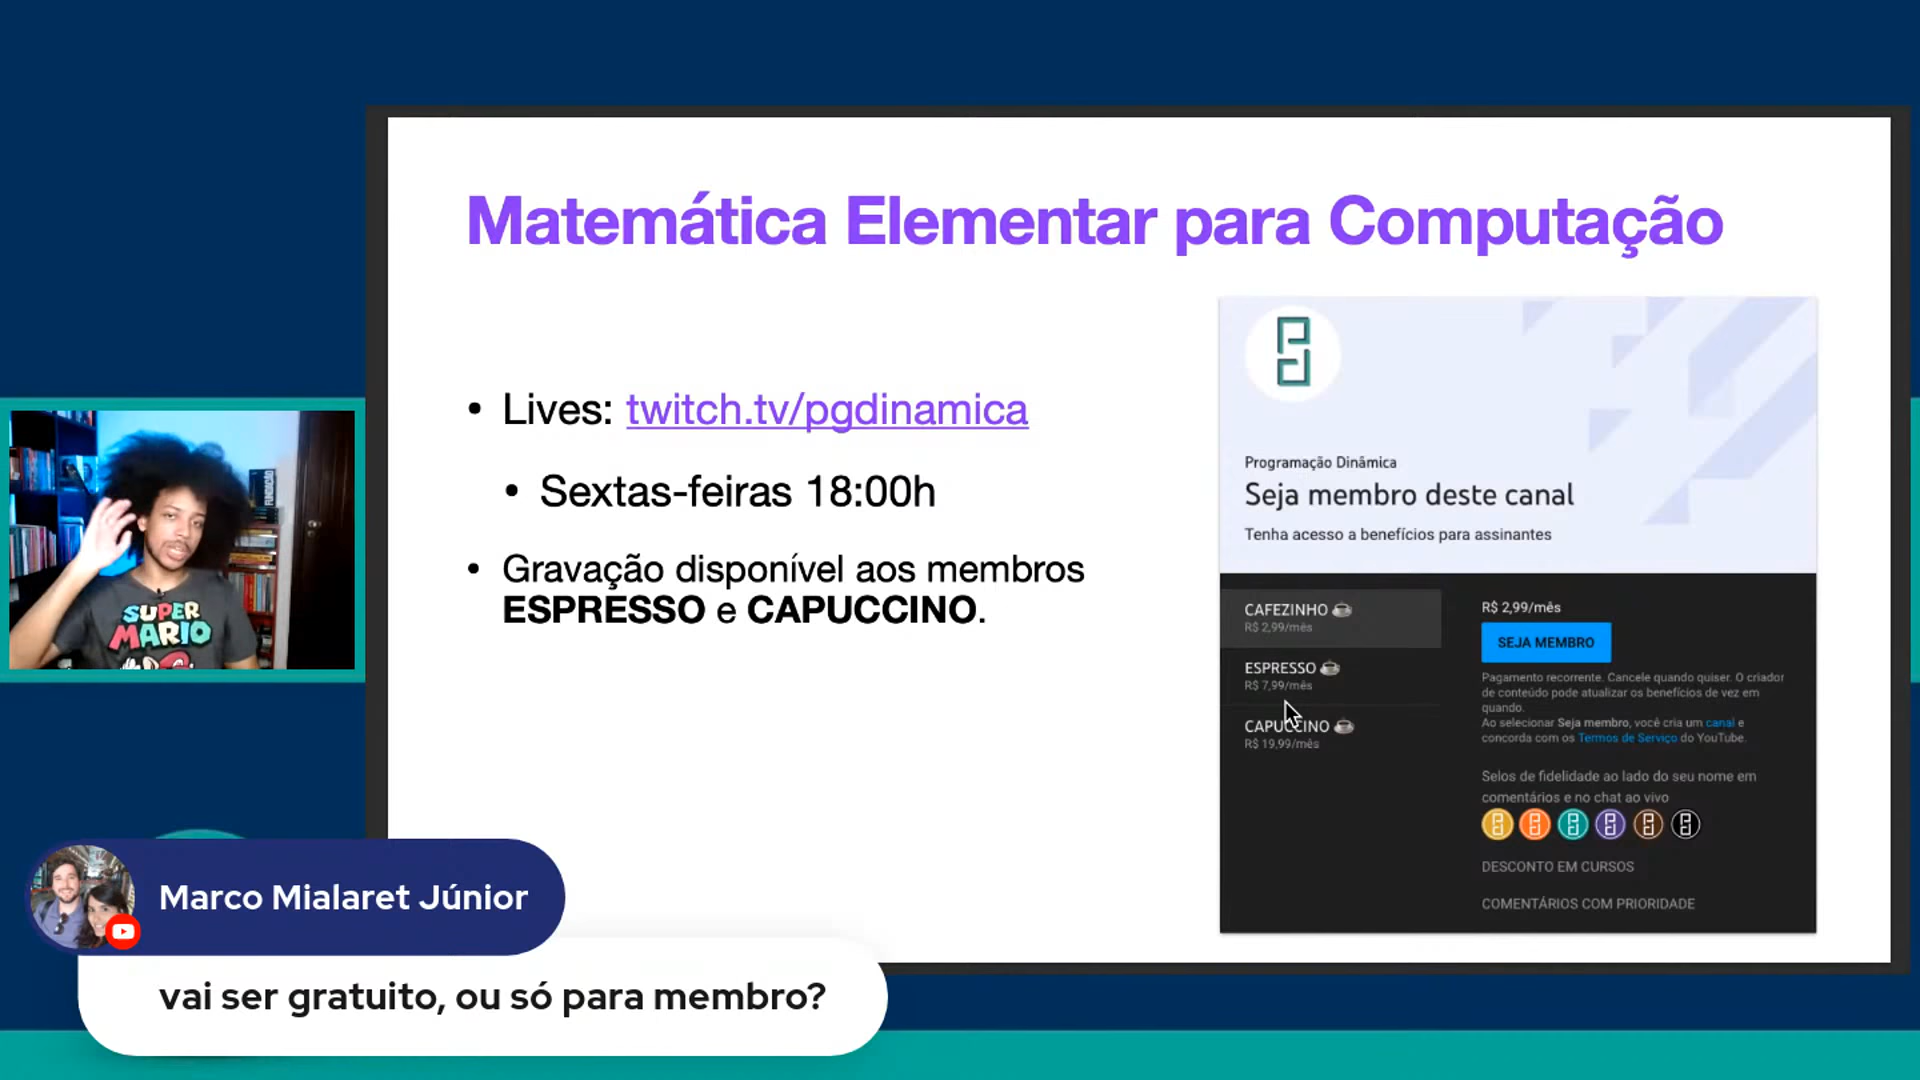 Matemática Elementar para Computação
• Lives: twitch.tv/pgdinamica
• Sextas-feiras 18:00h
• Gravação disponível aos membros
ESPRESSO e CAPUCCINO.
Programação Dinâmica
Seja membro deste canal
Tenha acesso a benefícios para assinantes
CAFEZINHO ☕
R$ 2,99/mês
ESPRESSO ☕
R$ 7,99/mês
CAPUCCINO ☕
R$ 19,99/mês
R$ 2,99/mês
SEJA MEMBRO
Pagamento recorrente. Cancele quando quiser. O criador
de conteúdo pode atualizar os benefícios de vez em
quando.
Ao selecionar Seja membro, você cria um canal e
concorda com os Termos de Serviço do YouTube.
Selos de fidelidade ao lado do seu nome em
comentários e no chat ao vivo
DESCONTO EM CURSOS
COMENTÁRIOS COM PRIORIDADE
FUNDAÇÃO
SUPER
MARIO
Marco Mialaret Júnior
vai ser gratuito, ou só para membro?